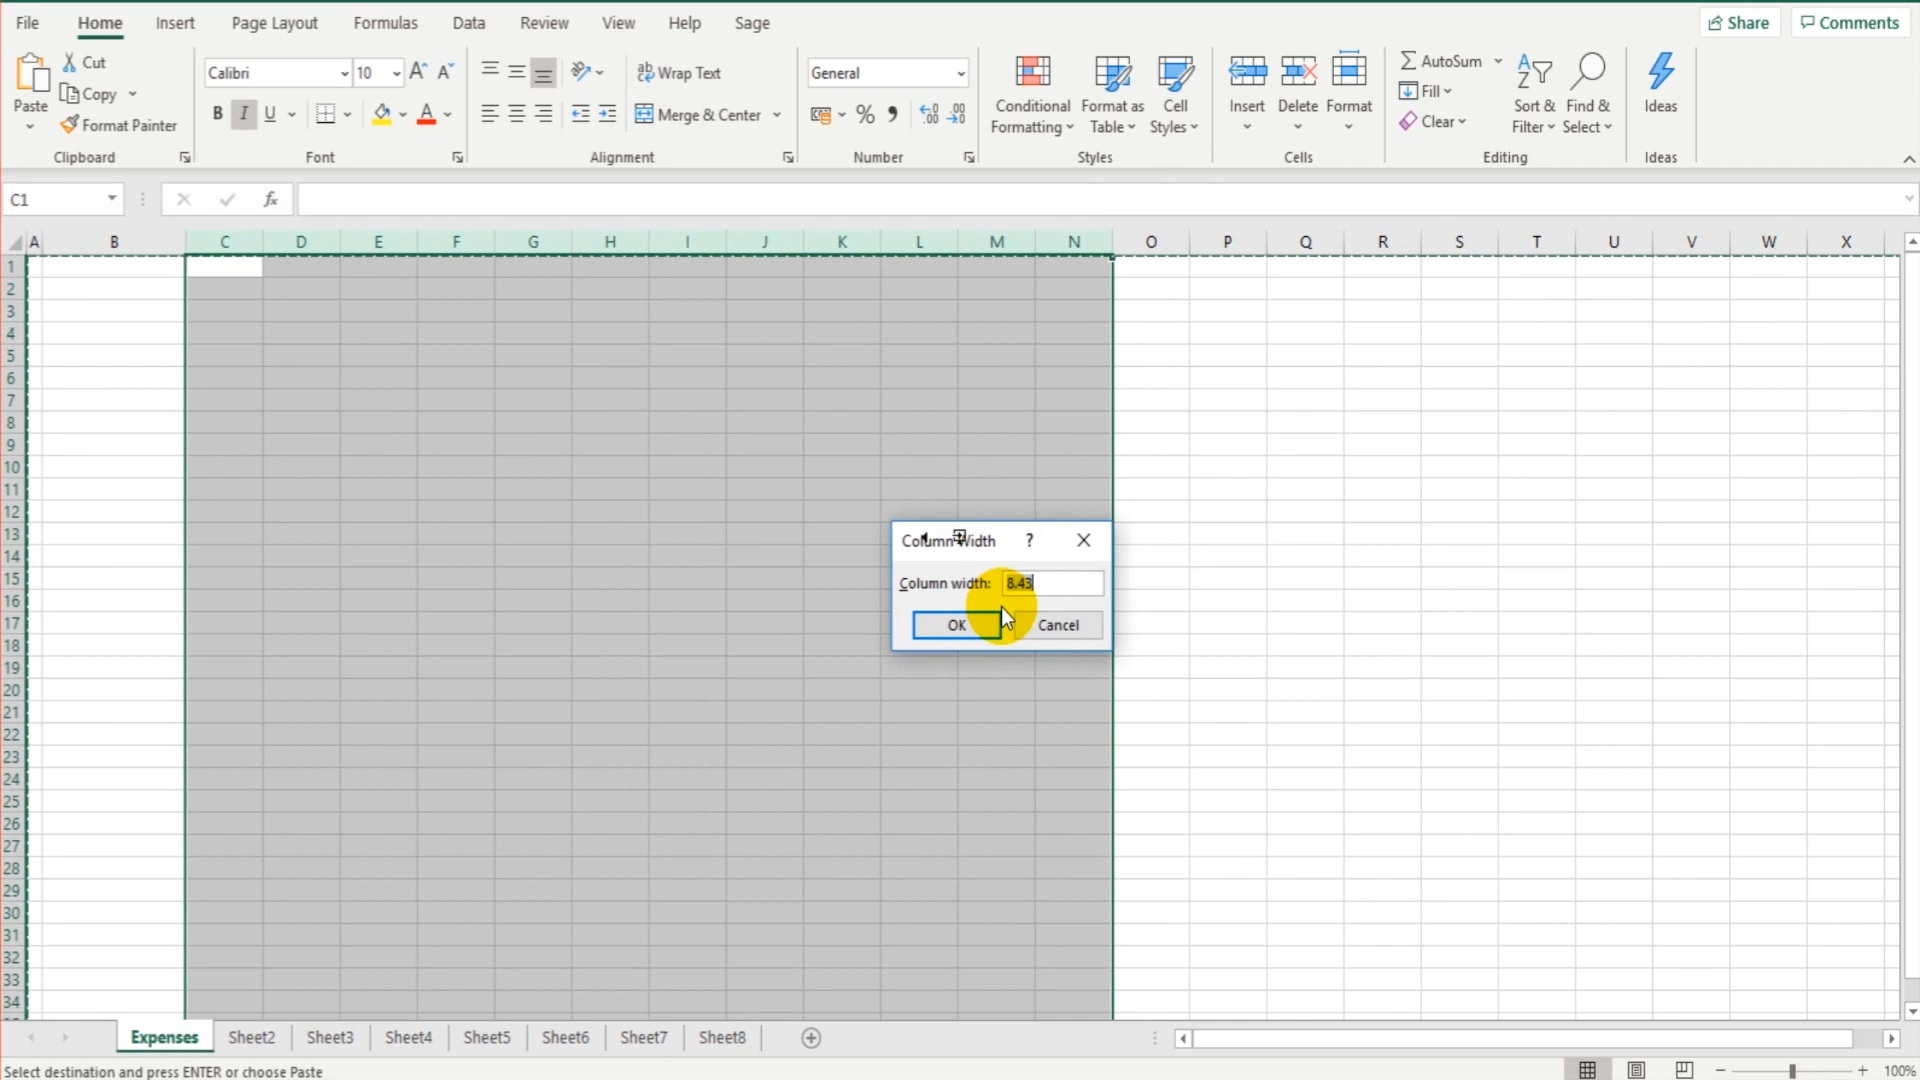 File Home Insert Page Layout Formulas Data Review View Help Sage Share Comments
Paste
Cut
Copy
Format Painter
Clipboard
Calibri 10 A A
B I U A
Font
ab Wrap Text
Merge & Center
Alignment
General
% 9 .00 .00
Number
Conditional Formatting
Format as Table
Cell Styles
Styles
Insert Delete Format
Cells
AutoSum
Fill
Clear
Sort & Filter
Find & Select
Editing
Ideas
Ideas
C1 fx
A B C D E F G H I J K L M N O P Q R S T U V W X
1
2
3
4
5
6
7
8
9
10
11
12
13
14
15
16
17
18
19
20
21
22
23
24
25
26
27
28
29
30
31
32
33
34
Column Width ?
Column width: 8.43
OK Cancel
Expenses Sheet2 Sheet3 Sheet4 Sheet5 Sheet6 Sheet7 Sheet8
Select destination and press ENTER or choose Paste 100%